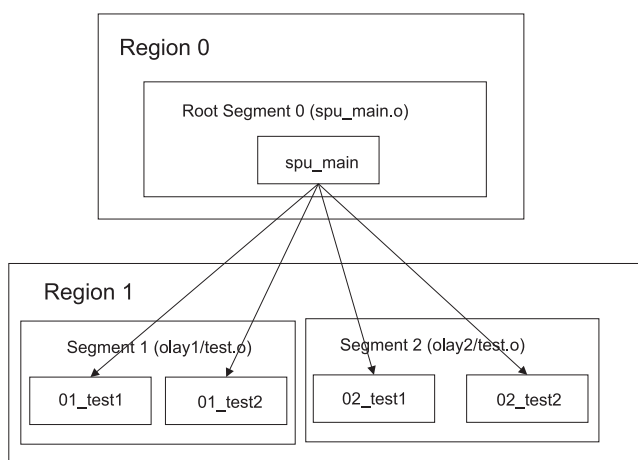 Region 0
Root Segment 0 (spu_main.o)
spu_main
Region 1
Segment 1 (olay1/test.o)
01_test1
01_test2
Segment 2 (olay2/test.o)
02_test1
02_test2